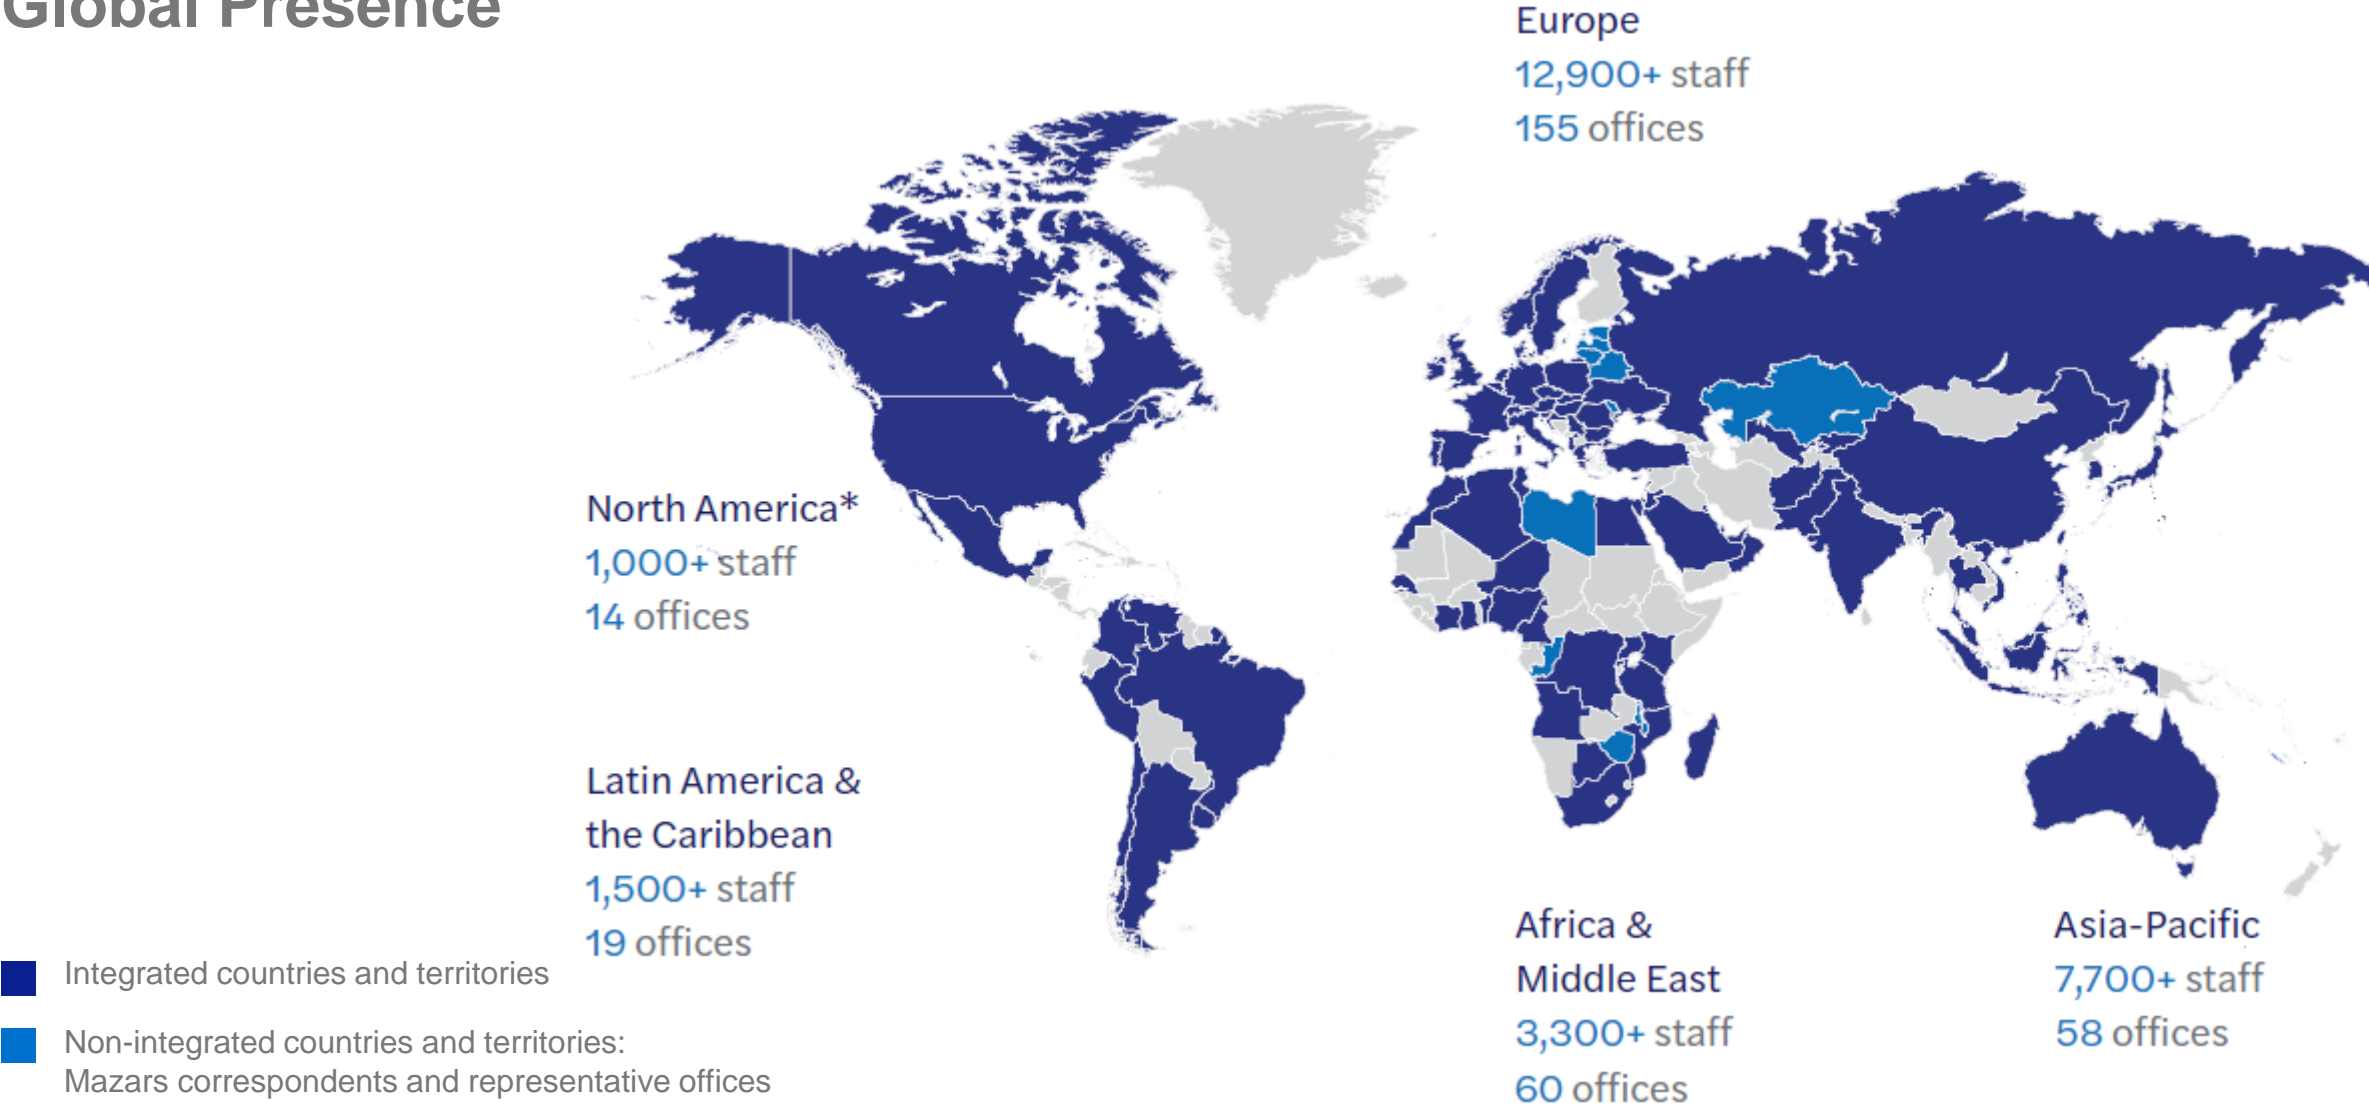 Global Presence
Europe
12,900+ staff
155 offices
North America*
1,000+ staff
14 offices
Latin America &
the Caribbean
1,500+ staff
19 offices
Africa &
Middle East
3,300+ staff
60 offices
Asia-Pacific
7,700+ staff
58 offices
Integrated countries and territories
Non-integrated countries and territories:
Mazars correspondents and representative offices